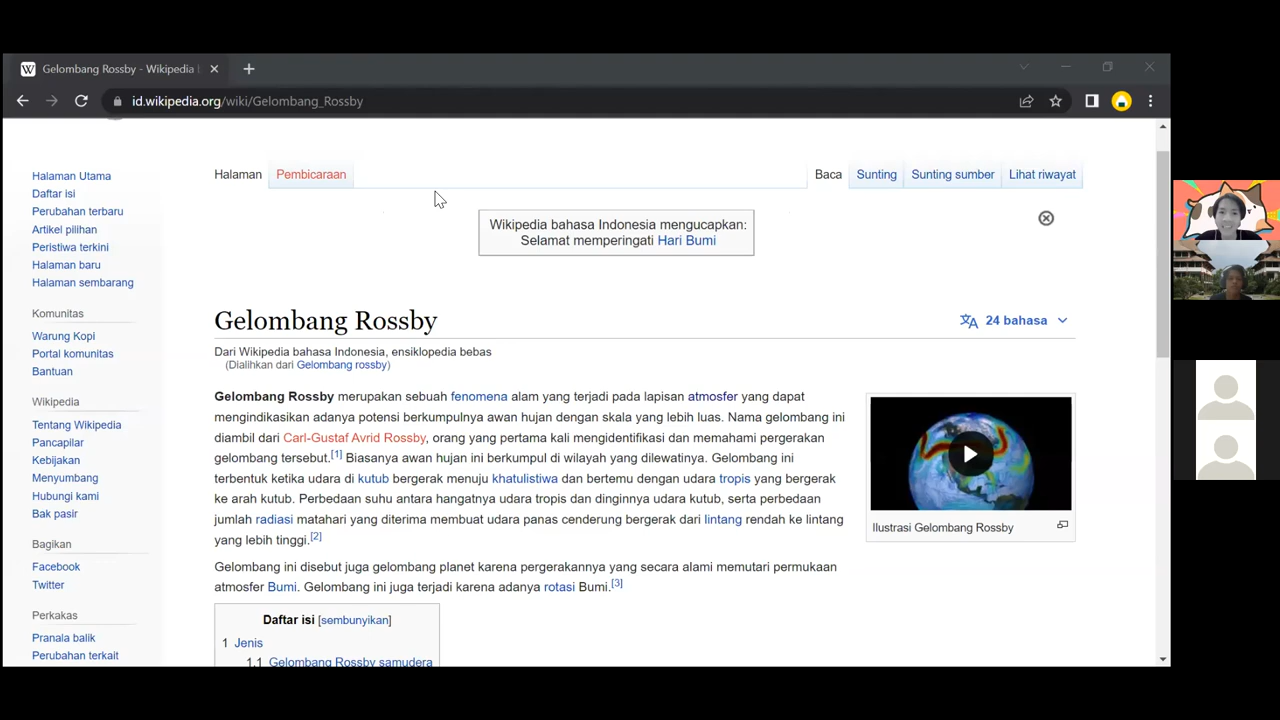 Gelombang Rossby - Wikipedia
id.wikipedia.org/wiki/Gelombang_Rossby
Halaman Utama
Daftar isi
Perubahan terbaru
Artikel pilihan
Peristiwa terkini
Halaman baru
Halaman sembarang
Komunitas
Warung Kopi
Portal komunitas
Bantuan
Wikipedia
Tentang Wikipedia
Pancapilar
Kebijakan
Menyumbang
Hubungi kami
Bak pasir
Bagikan
Facebook
Twitter
Perkakas
Pranala balik
Perubahan terkait
Halaman Pembicaraan Baca Sunting Sunting sumber Lihat riwayat
Wikipedia bahasa Indonesia mengucapkan:
Selamat memperingati Hari Bumi
Gelombang Rossby
24 bahasa
Dari Wikipedia bahasa Indonesia, ensiklopedia bebas
(Dialihkan dari Gelombang rossby)
Gelombang Rossby merupakan sebuah fenomena alam yang terjadi pada lapisan atmosfer yang dapat
mengindikasikan adanya potensi berkumpulnya awan hujan dengan skala yang lebih luas. Nama gelombang ini
diambil dari Carl-Gustaf Avrid Rossby, orang yang pertama kali mengidentifikasi dan memahami pergerakan
gelombang tersebut.[1] Biasanya awan hujan ini berkumpul di wilayah yang dilewatinya. Gelombang ini
terbentuk ketika udara di kutub bergerak menuju khatulistiwa dan bertemu dengan udara tropis yang bergerak
ke arah kutub. Perbedaan suhu antara hangatnya udara tropis dan dinginnya udara kutub, serta perbedaan
jumlah radiasi matahari yang diterima membuat udara panas cenderung bergerak dari lintang rendah ke lintang
yang lebih tinggi.[2]
Gelombang ini disebut juga gelombang planet karena pergerakannya yang secara alami memutari permukaan
atmosfer Bumi. Gelombang ini juga terjadi karena adanya rotasi Bumi.[3]
Ilustrasi Gelombang Rossby
Daftar isi [sembunyikan]
1 Jenis
1.1 Gelombang Rossby samudera